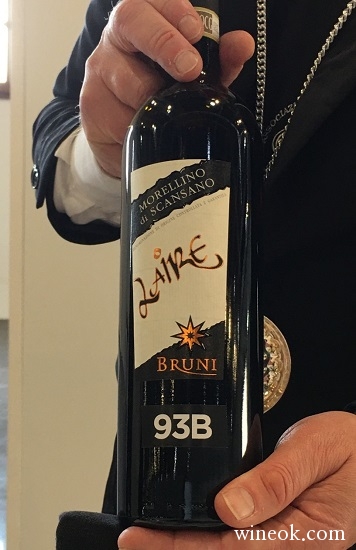 MORELLINO
di SCANSANO
LAIRE
BRUNI
93B
wineok.com